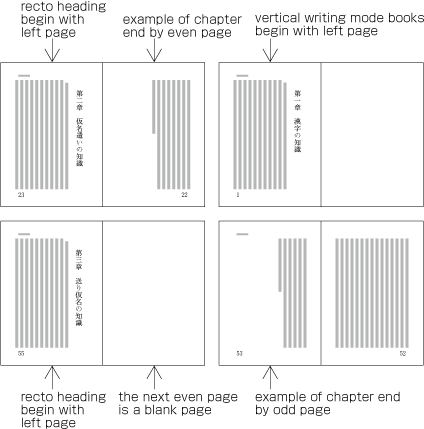 recto heading
begin with
left page
example of chapter
end by even page
vertical writing mode books
begin with left page
第二章　仮名遣いの知識
23
22
第一章　漢字の知識
1
第三章　送り仮名の知識
55
53
52
recto heading
begin with
left page
the next even page
is a blank page
example of chapter end
by odd page